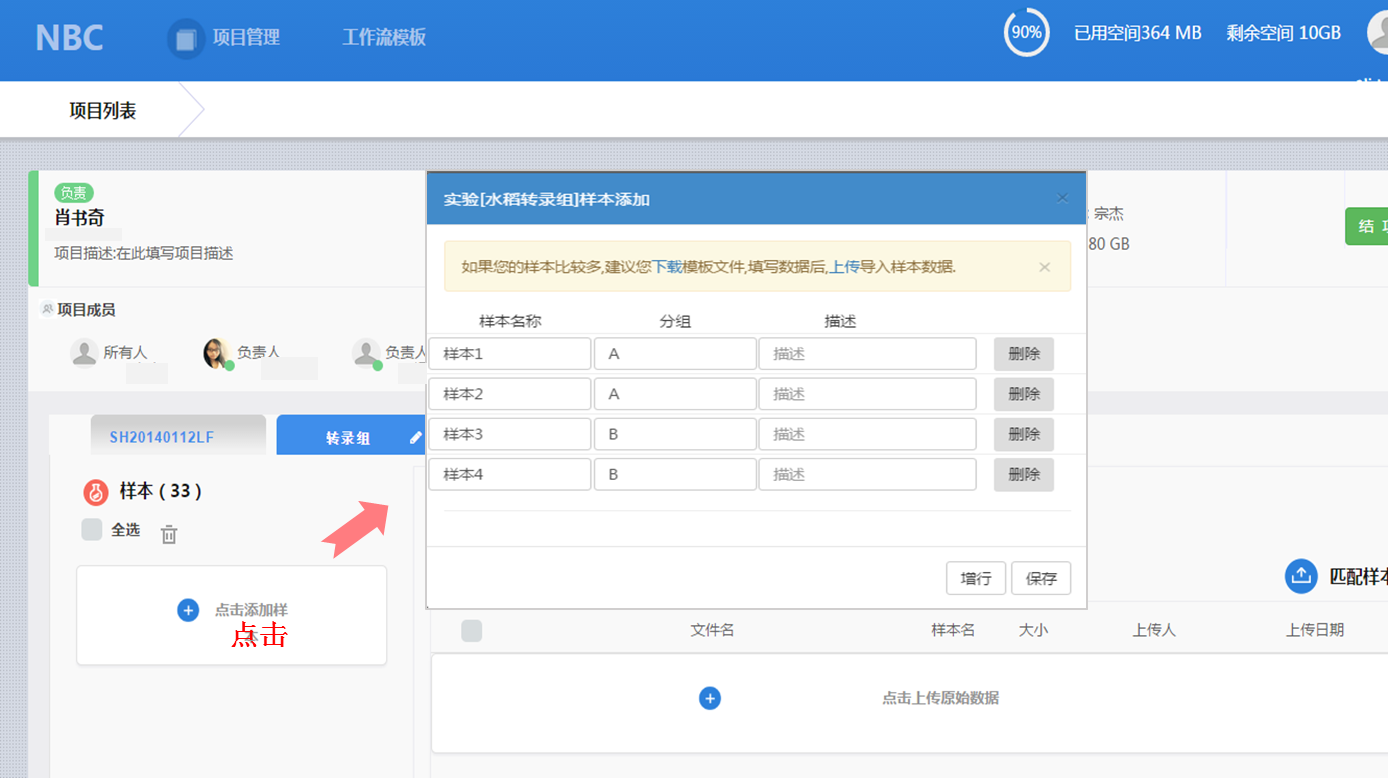 NBC
项目管理
工作流模板
90%
已用空间364 MB
剩余空间 10GB
项目列表
负责
肖书奇
项目描述:在此填写项目描述
项目成员
所有人
负责人
负责人
实验[水稻转录组]样本添加
×
如果您的样本比较多,建议您下载模板文件,填写数据后,上传导入样本数据.
×
样本名称 分组 描述
样本1 A 描述 删除
样本2 A 描述 删除
样本3 B 描述 删除
样本4 B 描述 删除
增行 保存
: 宗杰
80 GB
结
SH20140112LF
转录组
样本 ( 33 )
全选
点击添加样
点击
匹配样本
文件名 样本名 大小 上传人 上传日期
点击上传原始数据